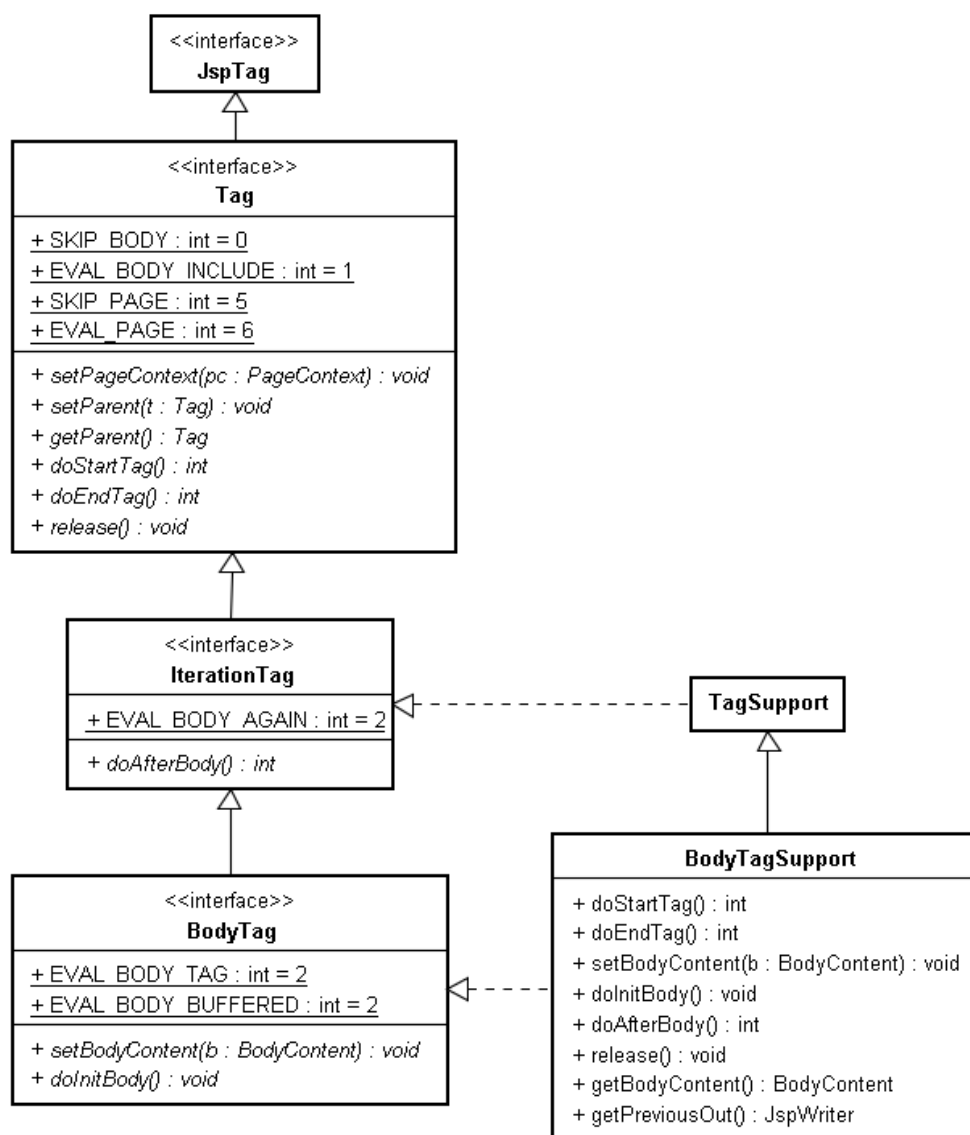 <<interface>>
JspTag
<<interface>>
Tag
+ SKIP_BODY : int = 0
+ EVAL_BODY_INCLUDE : int = 1
+ SKIP_PAGE : int = 5
+ EVAL_PAGE : int = 6
+ setPageContext(pc : PageContext) : void
+ setParent(t : Tag) : void
+ getParent() : Tag
+ doStartTag() : int
+ doEndTag() : int
+ release() : void
<<interface>>
IterationTag
+ EVAL_BODY_AGAIN : int = 2
+ doAfterBody() : int
TagSupport
<<interface>>
BodyTag
+ EVAL_BODY_TAG : int = 2
+ EVAL_BODY_BUFFERED : int = 2
+ setBodyContent(b : BodyContent) : void
+ doInitBody() : void
BodyTagSupport
+ doStartTag() : int
+ doEndTag() : int
+ setBodyContent(b : BodyContent) : void
+ doInitBody() : void
+ doAfterBody() : int
+ release() : void
+ getBodyContent() : BodyContent
+ getPreviousOut() : JspWriter